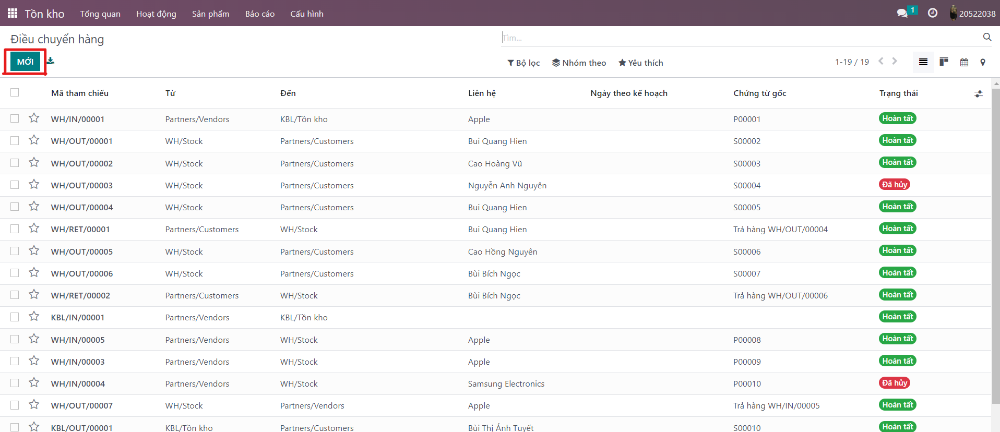 Tồn kho Tổng quan Hoạt động Sản phẩm Báo cáo Cấu hình 1 20522038
Điều chuyển hàng Tìm...
MỚI Bộ lọc Nhóm theo Yêu thích 1-19 / 19
Mã tham chiếu Từ Đến Liên hệ Ngày theo kế hoạch Chứng từ gốc Trạng thái
WH/IN/00001 Partners/Vendors KBL/Tồn kho Apple P00001 Hoàn tất
WH/OUT/00001 WH/Stock Partners/Customers Bui Quang Hien S00002 Hoàn tất
WH/OUT/00002 WH/Stock Partners/Customers Cao Hoàng Vũ S00003 Hoàn tất
WH/OUT/00003 WH/Stock Partners/Customers Nguyễn Anh Nguyên S00004 Đã hủy
WH/OUT/00004 WH/Stock Partners/Customers Bui Quang Hien S00005 Hoàn tất
WH/RET/00001 Partners/Customers WH/Stock Bui Quang Hien Trả hàng WH/OUT/00004 Hoàn tất
WH/OUT/00005 WH/Stock Partners/Customers Cao Hồng Nguyên S00006 Hoàn tất
WH/OUT/00006 WH/Stock Partners/Customers Bùi Bích Ngọc S00007 Hoàn tất
WH/RET/00002 Partners/Customers WH/Stock Bùi Bích Ngọc Trả hàng WH/OUT/00006 Hoàn tất
KBL/IN/00001 Partners/Vendors KBL/Tồn kho Hoàn tất
WH/IN/00005 Partners/Vendors WH/Stock Apple P00008 Hoàn tất
WH/IN/00003 Partners/Vendors WH/Stock Apple P00009 Hoàn tất
WH/IN/00004 Partners/Vendors WH/Stock Samsung Electronics P00010 Đã hủy
WH/OUT/00007 WH/Stock Partners/Vendors Apple Trả hàng WH/IN/00005 Hoàn tất
KBL/OUT/00001 KBL/Tồn kho Partners/Customers Bùi Thị Ánh Tuyết S00010 Hoàn tất